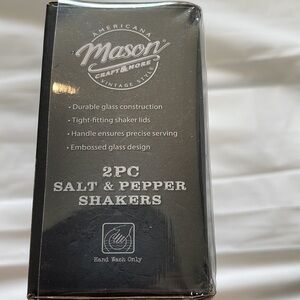 AMERICANA
Mason
CRAFT & MORE
VINTAGE STYLE
• Durable glass construction
• Tight-fitting shaker lids
• Handle ensures precise serving
• Embossed glass design
2PC
SALT & PEPPER
SHAKERS
Hand Wash Only